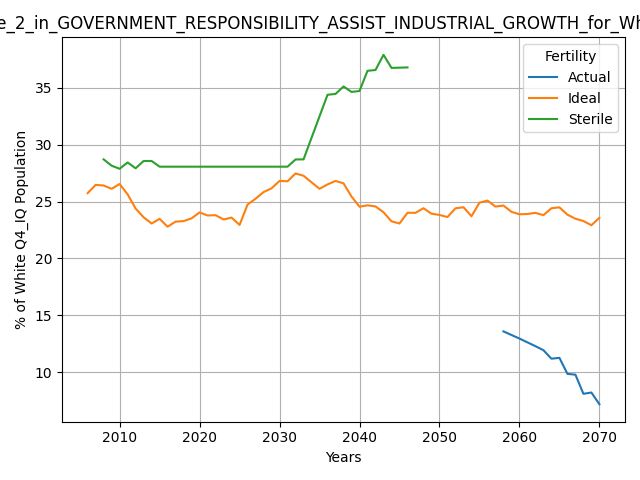 e_2_in_GOVERNMENT_RESPONSIBILITY_ASSIST_INDUSTRIAL_GROWTH_for_Wh
Fertility
Actual
Ideal
Sterile
% of White Q4_IQ Population
35
30
25
20
15
10
2010
2020
2030
2040
2050
2060
2070
Years